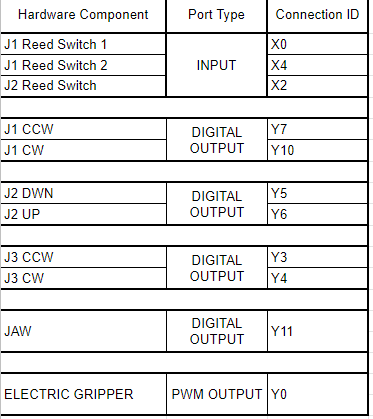 Hardware Component Port Type Connection ID
J1 Reed Switch 1 X0
J1 Reed Switch 2 INPUT X4
J2 Reed Switch X2
J1 CCW DIGITAL OUTPUT Y7
J1 CW Y10
J2 DWN DIGITAL OUTPUT Y5
J2 UP Y6
J3 CCW DIGITAL OUTPUT Y3
J3 CW Y4
JAW DIGITAL OUTPUT Y11
ELECTRIC GRIPPER PWM OUTPUT Y0